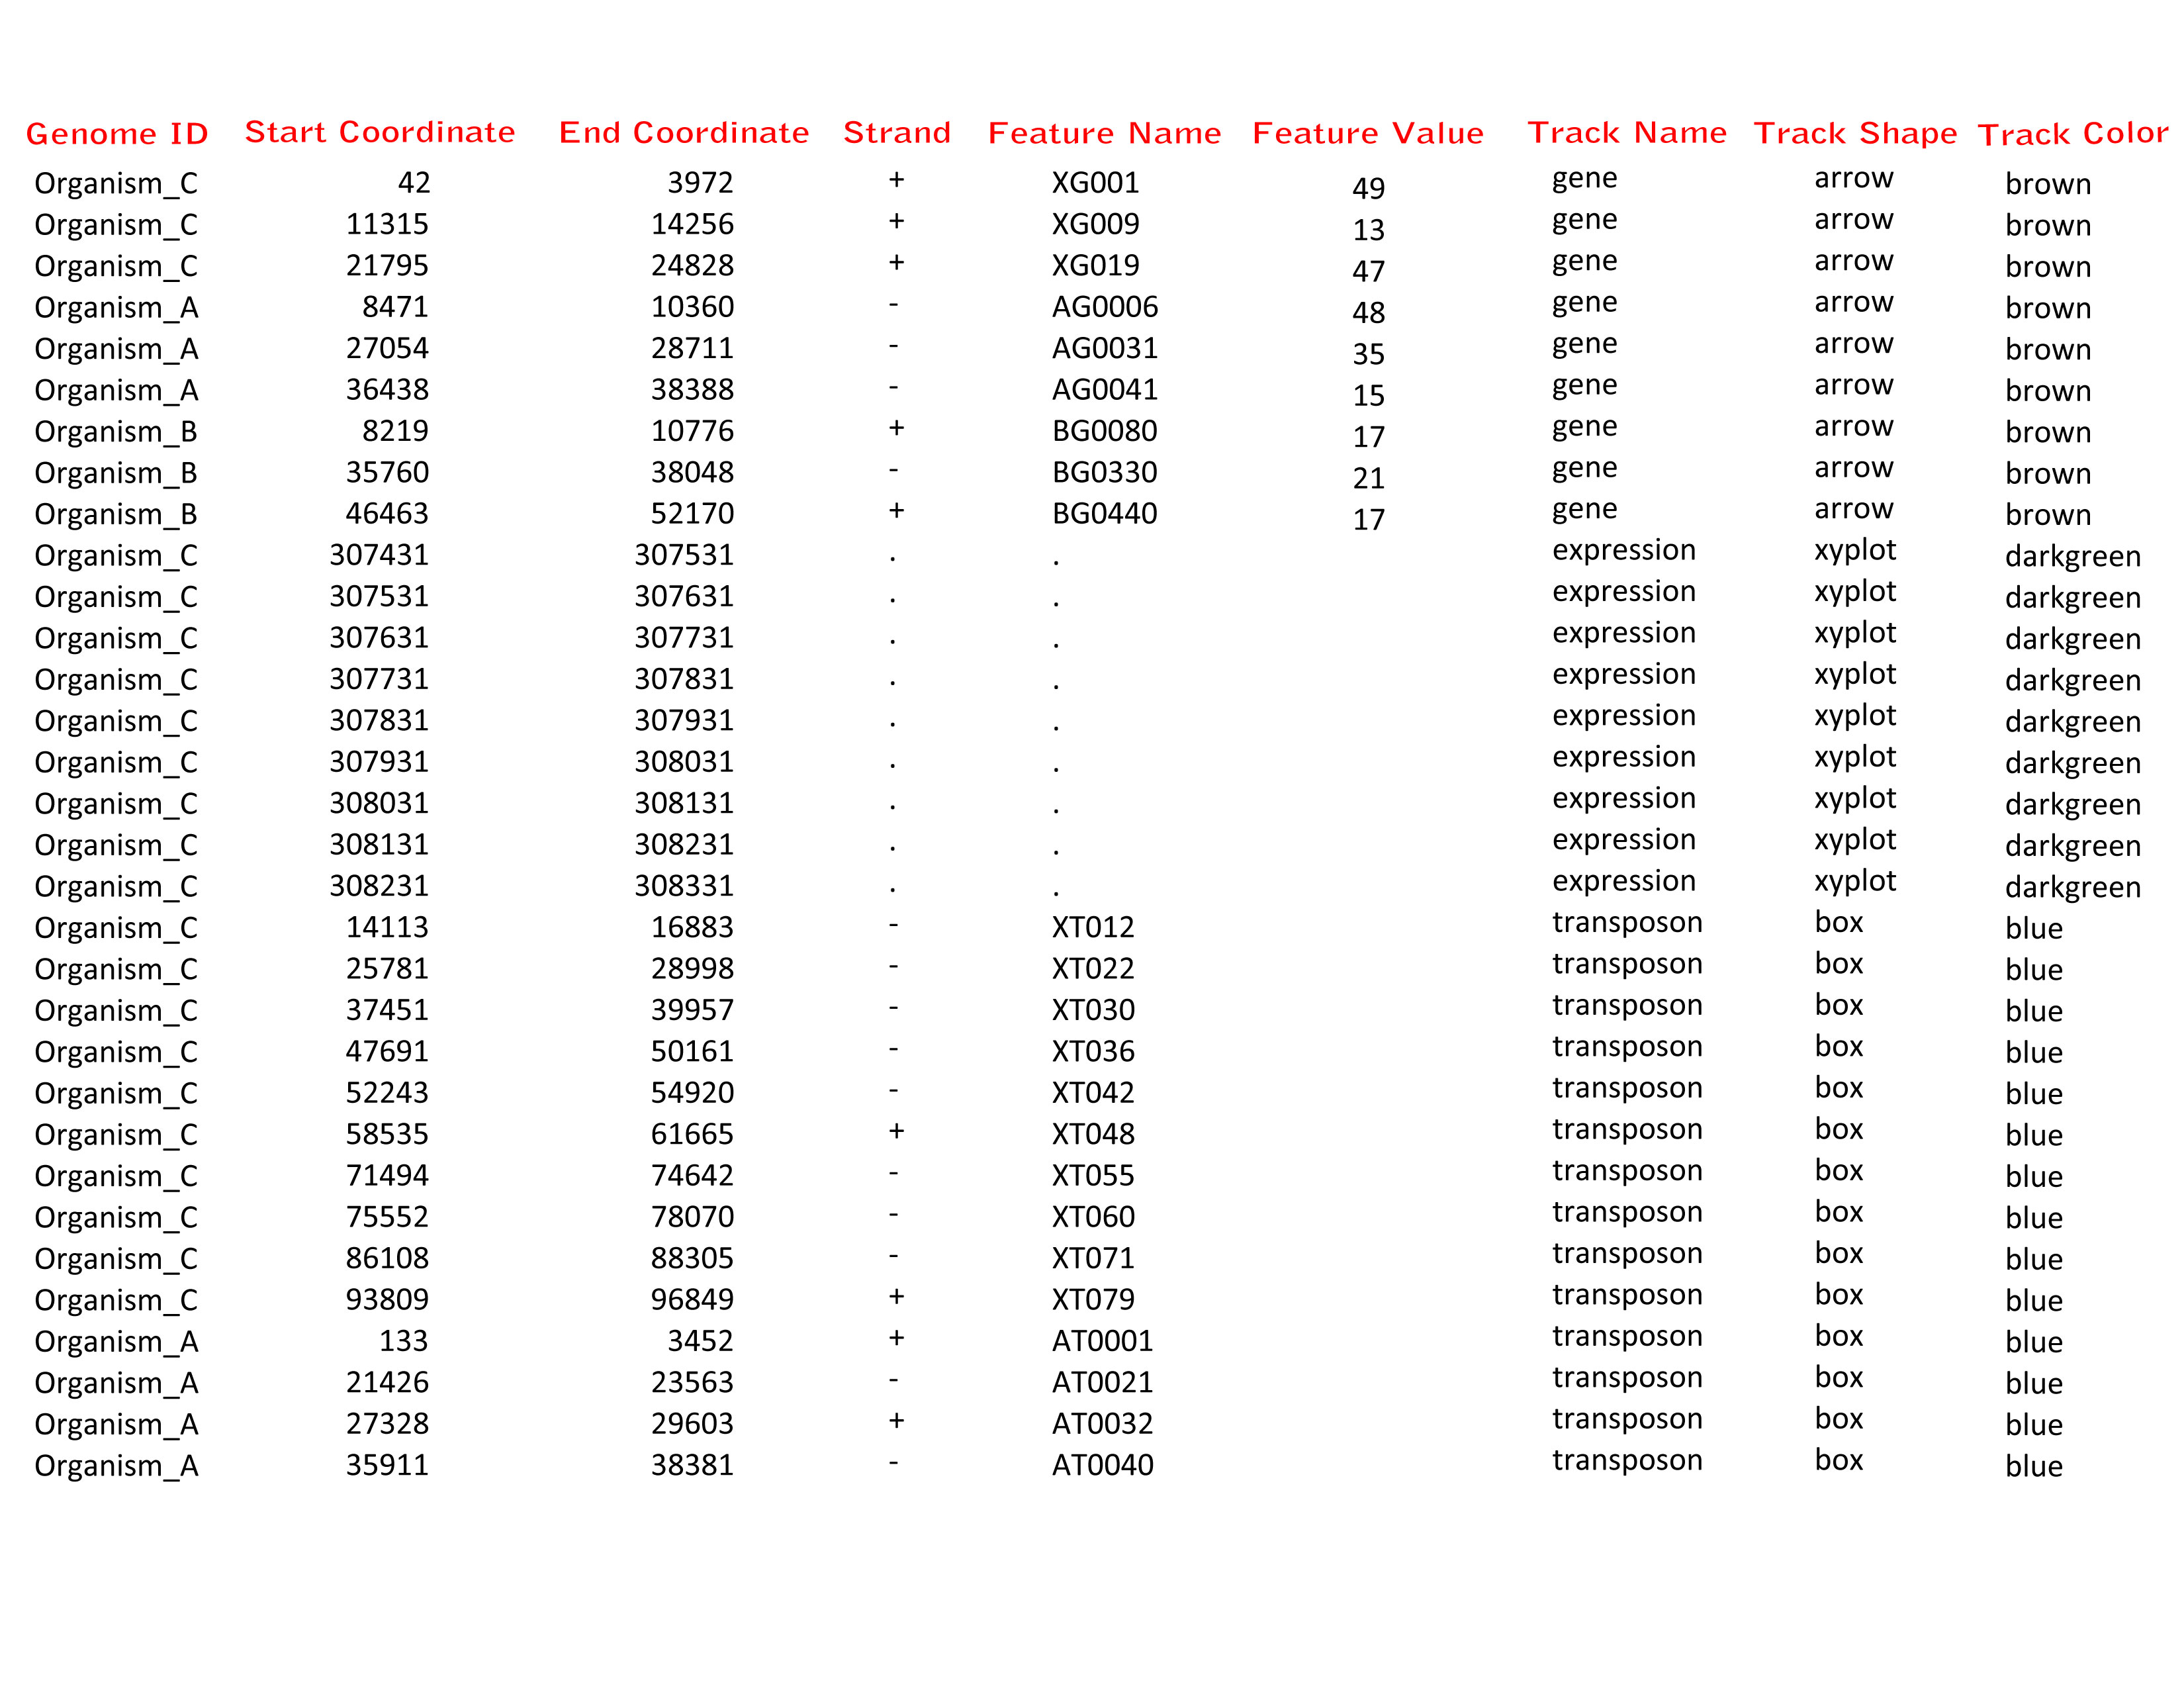 Genome ID Start Coordinate End Coordinate Strand Feature Name Feature Value Track Name Track Shape Track Color
Organism_C 42 3972 + XG001 49 gene arrow brown
Organism_C 11315 14256 + XG009 13 gene arrow brown
Organism_C 21795 24828 + XG019 47 gene arrow brown
Organism_A 8471 10360 - AG0006 48 gene arrow brown
Organism_A 27054 28711 - AG0031 35 gene arrow brown
Organism_A 36438 38388 - AG0041 15 gene arrow brown
Organism_B 8219 10776 + BG0080 17 gene arrow brown
Organism_B 35760 38048 - BG0330 21 gene arrow brown
Organism_B 46463 52170 + BG0440 17 gene arrow brown
Organism_C 307431 307531 . . expression xyplot darkgreen
Organism_C 307531 307631 . . expression xyplot darkgreen
Organism_C 307631 307731 . . expression xyplot darkgreen
Organism_C 307731 307831 . . expression xyplot darkgreen
Organism_C 307831 307931 . . expression xyplot darkgreen
Organism_C 307931 308031 . . expression xyplot darkgreen
Organism_C 308031 308131 . . expression xyplot darkgreen
Organism_C 308131 308231 . . expression xyplot darkgreen
Organism_C 308231 308331 . . expression xyplot darkgreen
Organism_C 14113 16883 - XT012 transposon box blue
Organism_C 25781 28998 - XT022 transposon box blue
Organism_C 37451 39957 - XT030 transposon box blue
Organism_C 47691 50161 - XT036 transposon box blue
Organism_C 52243 54920 - XT042 transposon box blue
Organism_C 58535 61665 + XT048 transposon box blue
Organism_C 71494 74642 - XT055 transposon box blue
Organism_C 75552 78070 - XT060 transposon box blue
Organism_C 86108 88305 - XT071 transposon box blue
Organism_C 93809 96849 + XT079 transposon box blue
Organism_A 133 3452 + AT0001 transposon box blue
Organism_A 21426 23563 - AT0021 transposon box blue
Organism_A 27328 29603 + AT0032 transposon box blue
Organism_A 35911 38381 - AT0040 transposon box blue